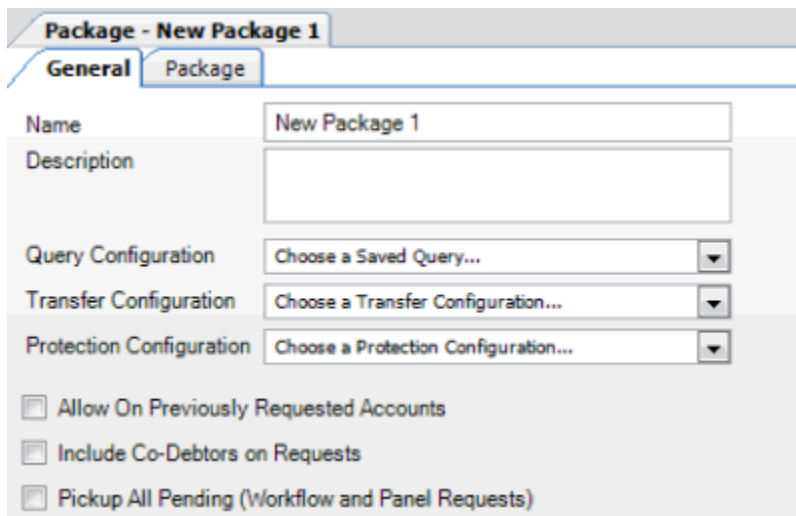 Package - New Package 1
General Package
Name New Package 1
Description
Query Configuration Choose a Saved Query...
Transfer Configuration Choose a Transfer Configuration...
Protection Configuration Choose a Protection Configuration...
Allow On Previously Requested Accounts
Include Co-Debtors on Requests
Pickup All Pending (Workflow and Panel Requests)